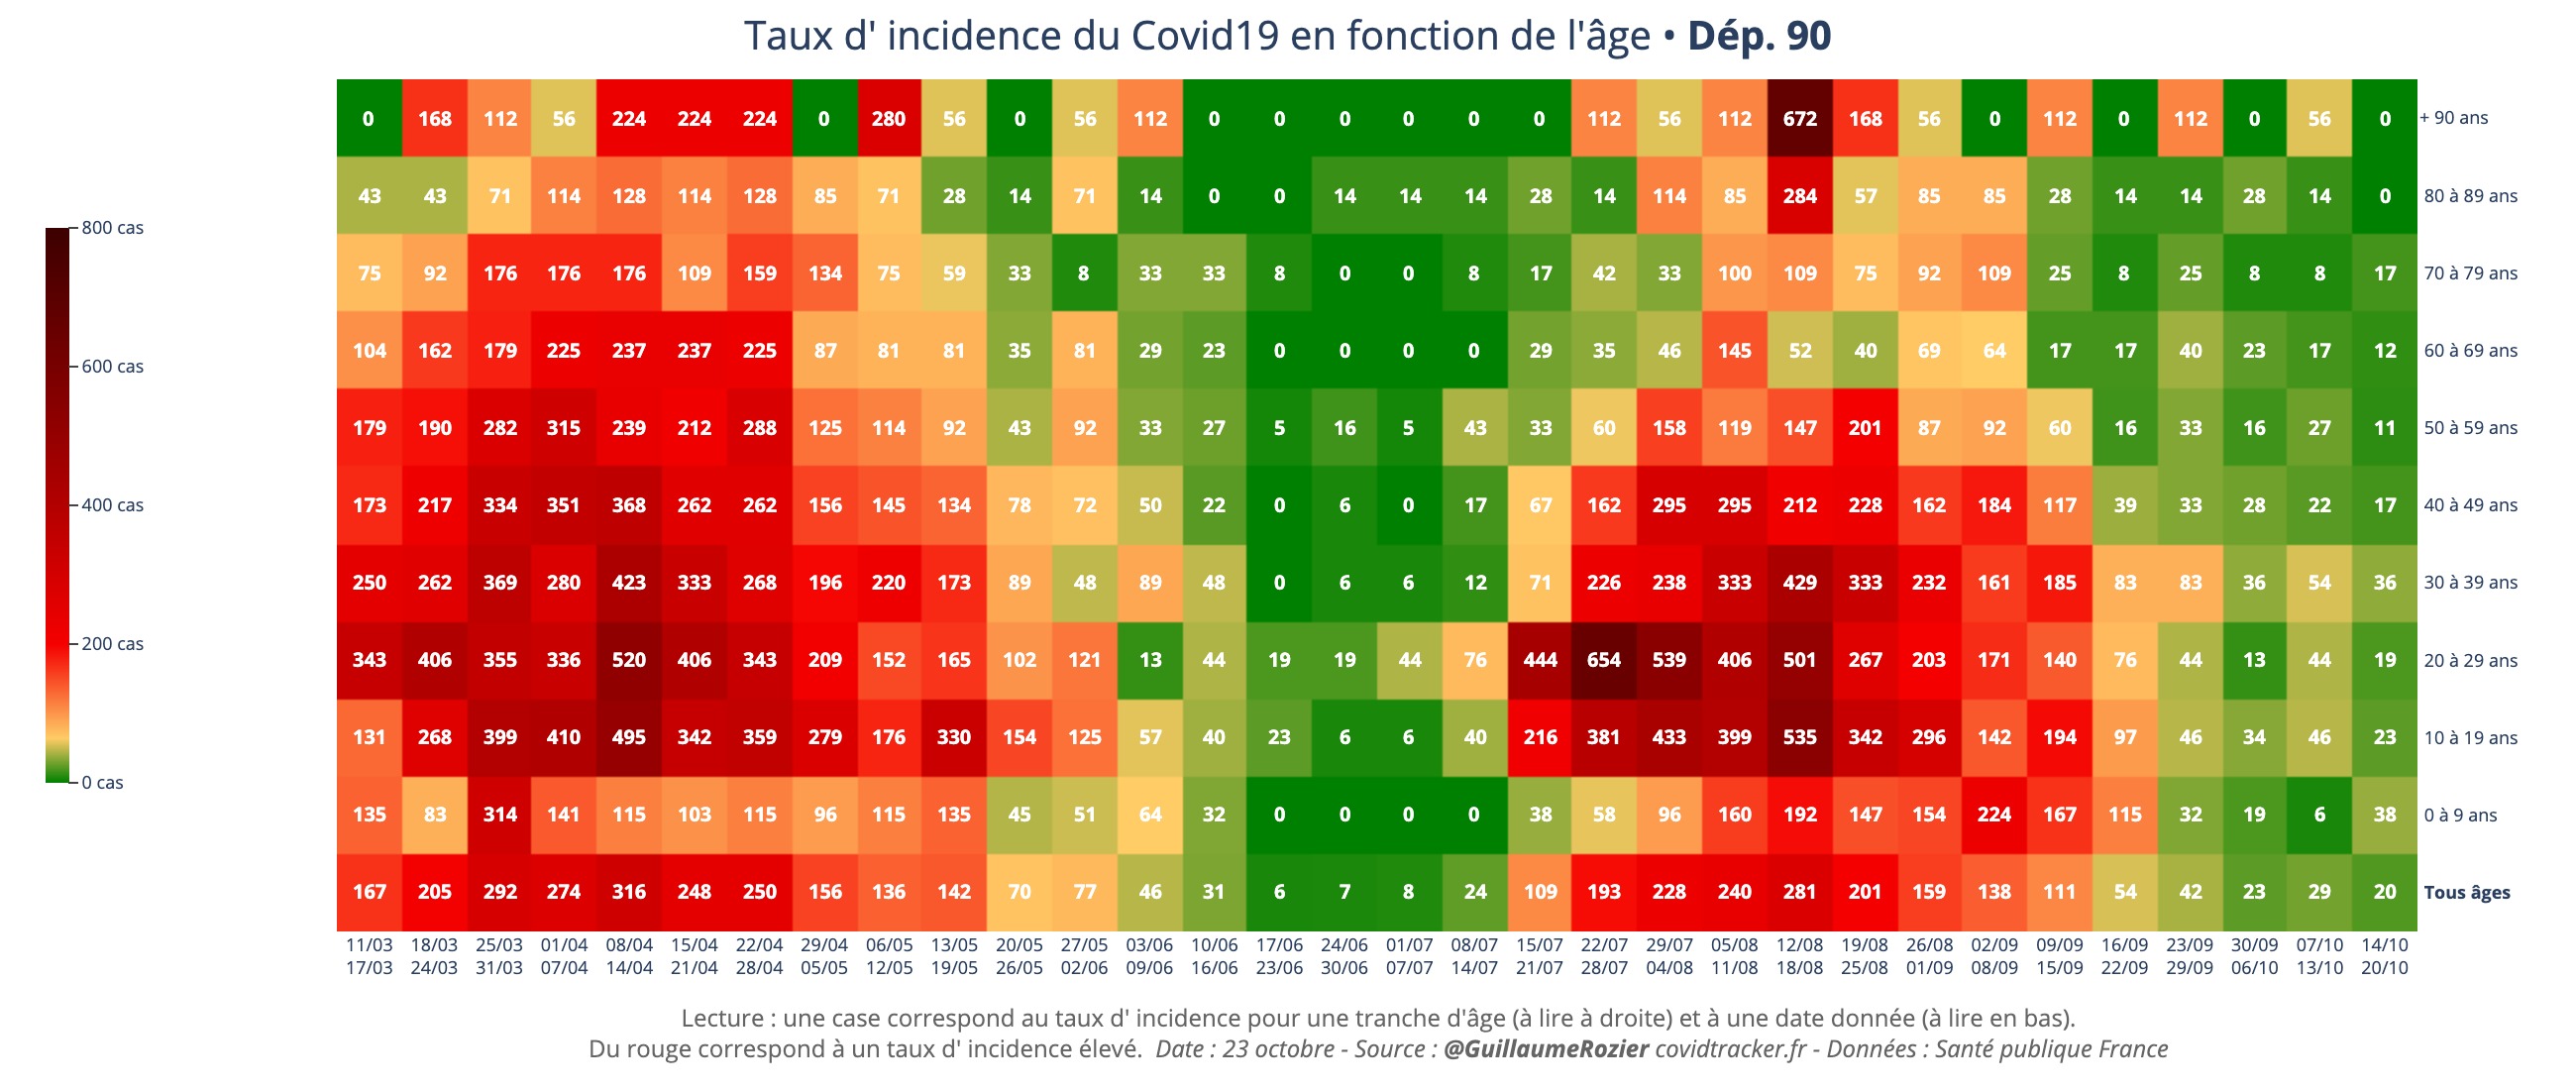 Taux d' incidence du Covid19 en fonction de l'âge • Dép. 90
0 168 112 56 224 224 224 0 280 56 0 56 112 0 0 0 0 0 0 112 56 112 672 168 56 0 112 0 112 0 56 0 + 90 ans
43 43 71 114 128 114 128 85 71 28 14 71 14 0 0 14 14 14 28 14 114 85 284 57 85 85 28 14 14 28 14 0 80 à 89 ans
800 cas
75 92 176 176 176 109 159 134 75 59 33 8 33 33 8 0 0 8 17 42 33 100 109 75 92 109 25 8 25 8 8 17 70 à 79 ans
104 162 179 225 237 237 225 87 81 81 35 81 29 23 0 0 0 0 29 35 46 145 52 40 69 64 17 17 40 23 17 12 60 à 69 ans
600 cas
179 190 282 315 239 212 288 125 114 92 43 92 33 27 5 16 5 43 33 60 158 119 147 201 87 92 60 16 33 16 27 11 50 à 59 ans
400 cas
173 217 334 351 368 262 262 156 145 134 78 72 50 22 0 6 0 17 67 162 295 295 212 228 162 184 117 39 33 28 22 17 40 à 49 ans
250 262 369 280 423 333 268 196 220 173 89 48 89 48 0 6 6 12 71 226 238 333 429 333 232 161 185 83 83 36 54 36 30 à 39 ans
200 cas
343 406 355 336 520 406 343 209 152 165 102 121 13 44 19 19 44 76 444 654 539 406 501 267 203 171 140 76 44 13 44 19 20 à 29 ans
131 268 399 410 495 342 359 279 176 330 154 125 57 40 23 6 6 40 216 381 433 399 535 342 296 142 194 97 46 34 46 23 10 à 19 ans
0 cas
135 83 314 141 115 103 115 96 115 135 45 51 64 32 0 0 0 0 38 58 96 160 192 147 154 224 167 115 32 19 6 38 0 à 9 ans
167 205 292 274 316 248 250 156 136 142 70 77 46 31 6 7 8 24 109 193 228 240 281 201 159 138 111 54 42 23 29 20 Tous âges
11/03 18/03 25/03 01/04 08/04 15/04 22/04 29/04 06/05 13/05 20/05 27/05 03/06 10/06 17/06 24/06 01/07 08/07 15/07 22/07 29/07 05/08 12/08 19/08 26/08 02/09 09/09 16/09 23/09 30/09 07/10 14/10
17/03 24/03 31/03 07/04 14/04 21/04 28/04 05/05 12/05 19/05 26/05 02/06 09/06 16/06 23/06 30/06 07/07 14/07 21/07 28/07 04/08 11/08 18/08 25/08 01/09 08/09 15/09 22/09 29/09 06/10 13/10 20/10
Lecture : une case correspond au taux d' incidence pour une tranche d'âge (à lire à droite) et à une date donnée (à lire en bas).
Du rouge correspond à un taux d' incidence élevé. Date : 23 octobre - Source : @GuillaumeRozier covidtracker.fr - Données : Santé publique France